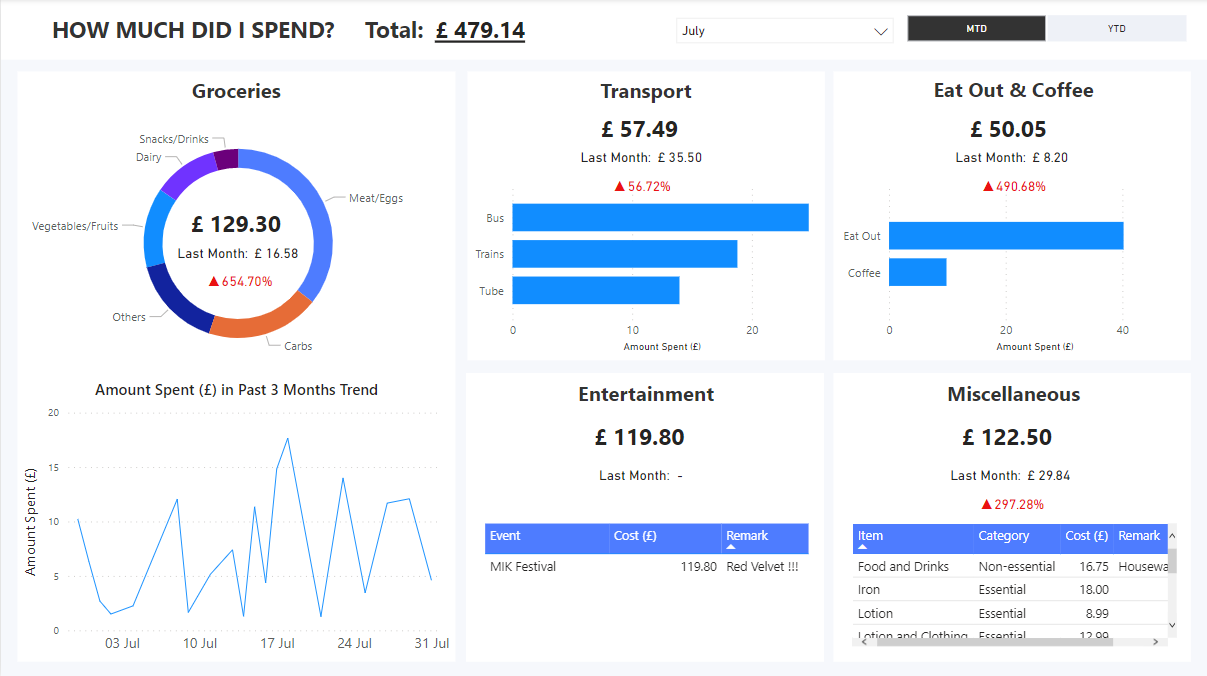 HOW MUCH DID I SPEND? Total: £ 479.14
July
MTD
YTD
Groceries
Snacks/Drinks
Dairy
Meat/Eggs
Vegetables/Fruits
£ 129.30
Last Month: £ 16.58
▲ 654.70%
Others
Carbs
Amount Spent (£) in Past 3 Months Trend
Amount Spent (£)
20
15
10
5
0
03 Jul
10 Jul
17 Jul
24 Jul
31 Jul
Transport
£ 57.49
Last Month: £ 35.50
▲ 56.72%
Bus
Trains
Tube
0 10 20
Amount Spent (£)
Eat Out & Coffee
£ 50.05
Last Month: £ 8.20
▲ 490.68%
Eat Out
Coffee
0 20 40
Amount Spent (£)
Entertainment
£ 119.80
Last Month: -
Event Cost (£) Remark
MIK Festival 119.80 Red Velvet !!!
Miscellaneous
£ 122.50
Last Month: £ 29.84
▲ 297.28%
Item Category Cost (£) Remark
Food and Drinks Non-essential 16.75 Housewa
Iron Essential 18.00
Lotion Essential 8.99
Lotion and Clothing Essential 12.99